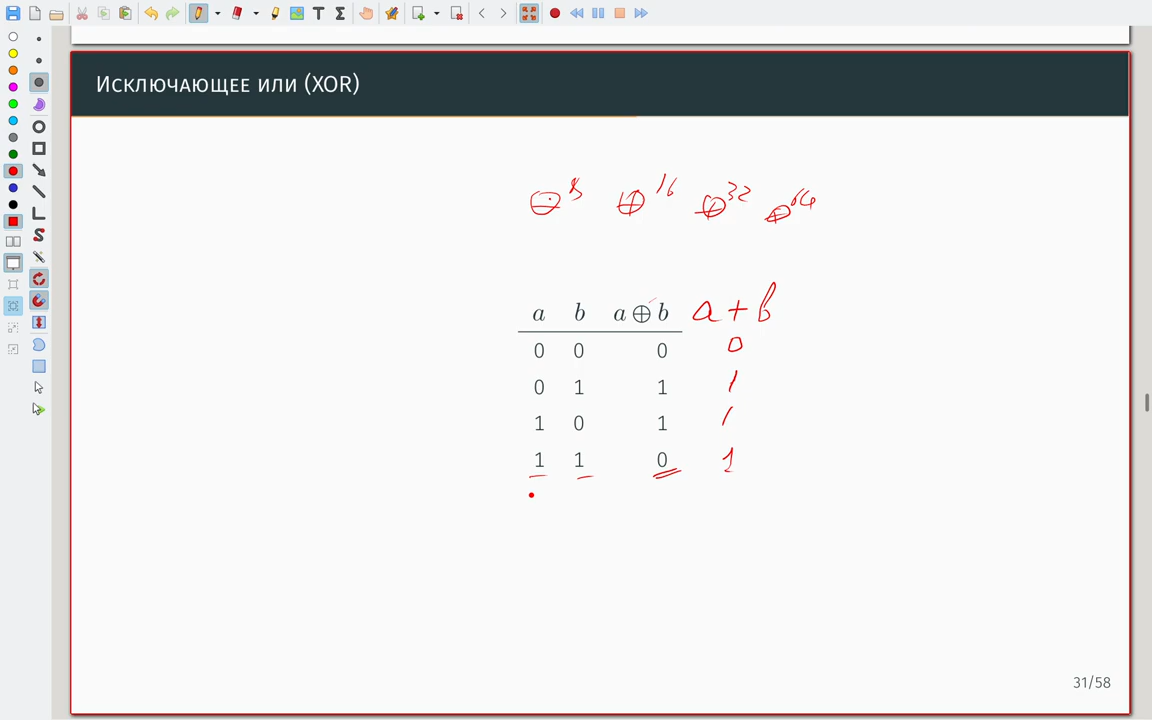 Исключающее или (XOR)
⊕8 ⊕16 ⊕32 ⊕64
a b a ⊕ b a + b
0 0 0 0
0 1 1 1
1 0 1 1
1 1 0 1
31/58